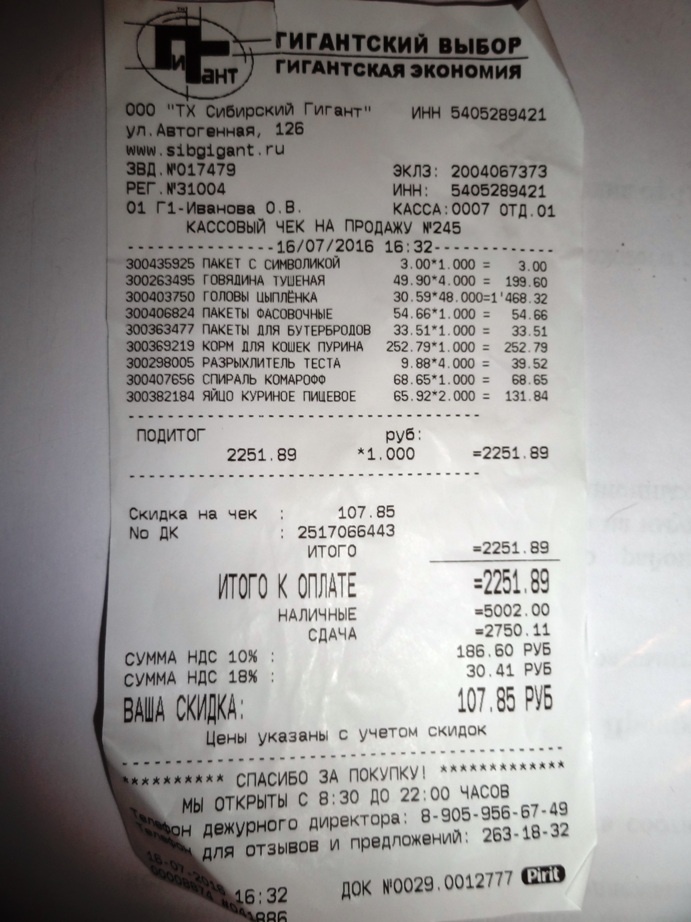 Гигант
ГИГАНТСКИЙ ВЫБОР
ГИГАНТСКАЯ ЭКОНОМИЯ
ООО "ТХ Сибирский Гигант" ИНН 5405289421
ул.Автогенная, 126
www.sibgigant.ru
ЗВД.№017479 ЭКЛЗ: 2004067373
РЕГ.№31004 ИНН: 5405289421
01 Г1-Иванова О.В. КАССА:0007 ОТД.01
КАССОВЫЙ ЧЕК НА ПРОДАЖУ №245
---------------16/07/2016 16:32------------
300435925 ПАКЕТ С СИМВОЛИКОЙ 3.00*1.000 = 3.00
300263495 ГОВЯДИНА ТУШЕНАЯ 49.90*4.000 = 199.60
300403750 ГОЛОВЫ ЦЫПЛЁНКА 30.59*48.000=1'468.32
300406824 ПАКЕТЫ ФАСОВОЧНЫЕ 54.66*1.000 = 54.66
300363477 ПАКЕТЫ ДЛЯ БУТЕРБРОДОВ 33.51*1.000 = 33.51
300369219 КОРМ ДЛЯ КОШЕК ПУРИНА 252.79*1.000 = 252.79
300298005 РАЗРЫХЛИТЕЛЬ ТЕСТА 9.88*4.000 = 39.52
300407656 СПИРАЛЬ КОМАРОФФ 68.65*1.000 = 68.65
300382184 ЯЙЦО КУРИНОЕ ПИЩЕВОЕ 65.92*2.000 = 131.84
ПОДИТОГ руб:
2251.89 *1.000 =2251.89
Скидка на чек : 107.85
No ДК : 2517066443
ИТОГО =2251.89
ИТОГО К ОПЛАТЕ =2251.89
НАЛИЧНЫЕ =5002.00
СДАЧА =2750.11
СУММА НДС 10% : 186.60 РУБ
СУММА НДС 18% : 30.41 РУБ
ВАША СКИДКА: 107.85 РУБ
Цены указаны с учетом скидок
********** СПАСИБО ЗА ПОКУПКУ! ************
МЫ ОТКРЫТЫ С 8:30 ДО 22:00 ЧАСОВ
Телефон дежурного директора: 8-905-956-67-49
Телефон для отзывов и предложений: 263-18-32
16-07-2016 16:32 ДОК №0029.0012777 Pirit